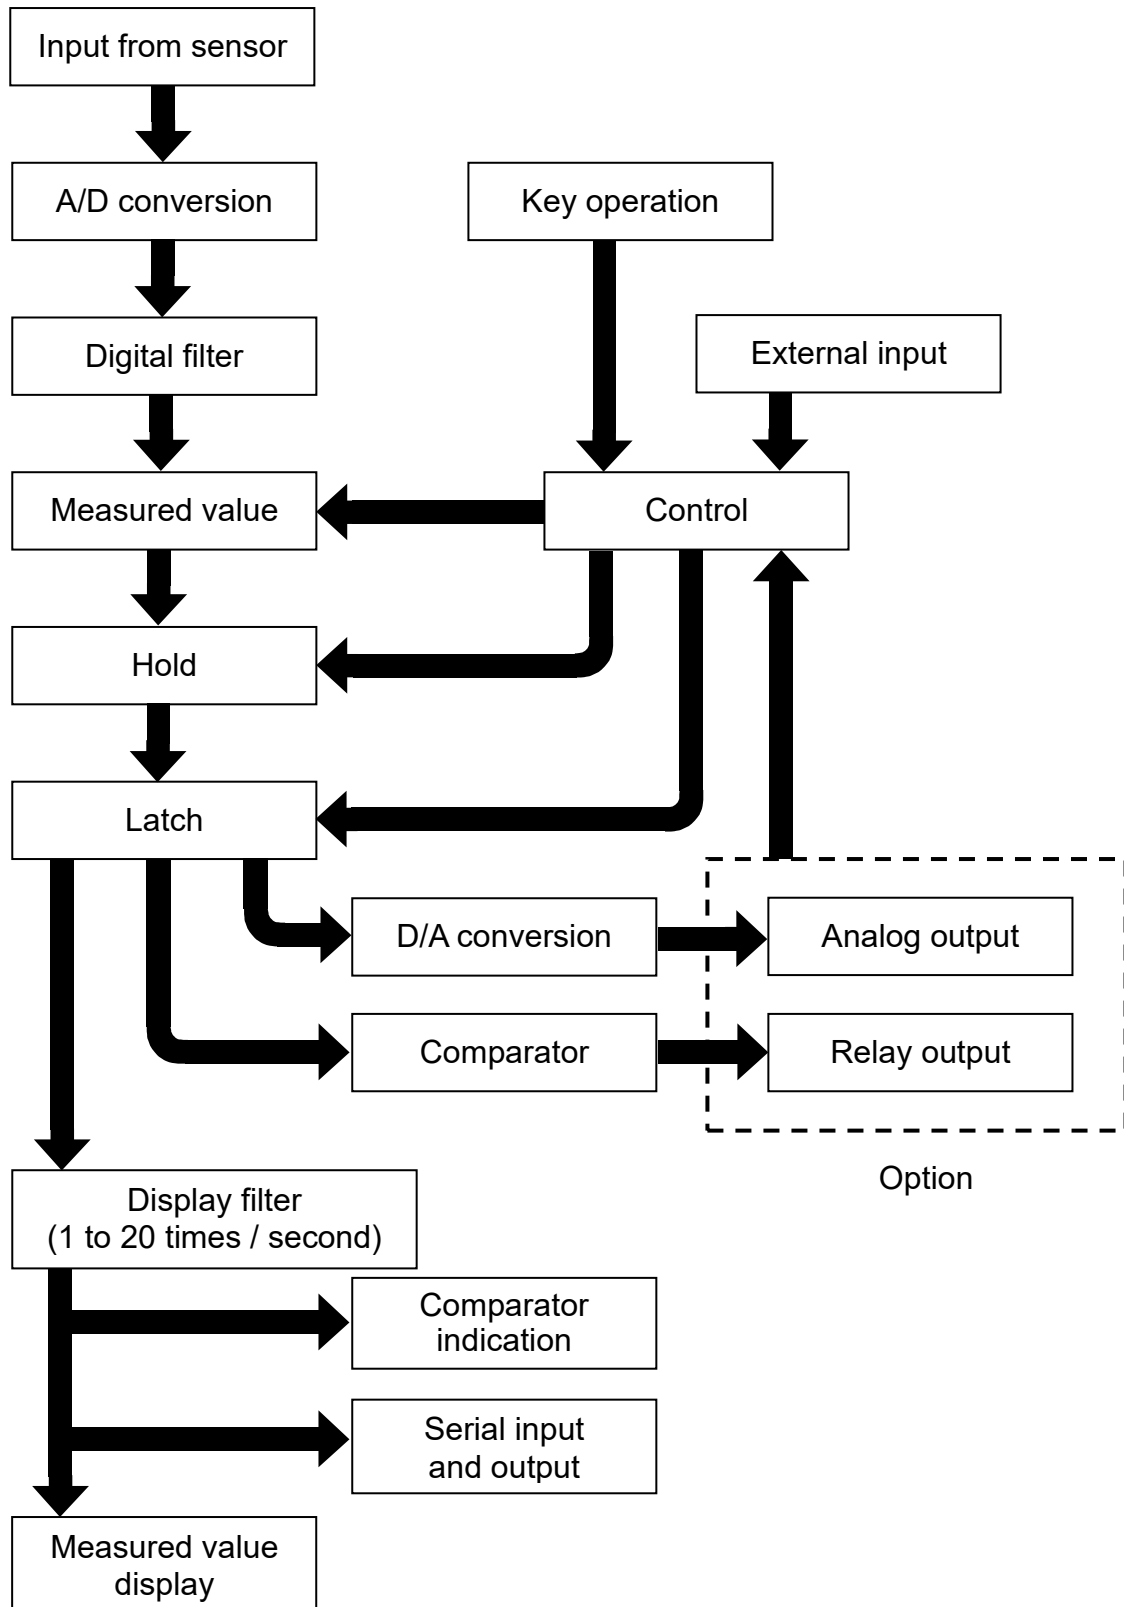 Input from sensor
A/D conversion
Key operation
Digital filter
External input
Measured value
Control
Hold
Latch
D/A conversion
Analog output
Comparator
Relay output
Option
Display filter
(1 to 20 times / second)
Comparator
indication
Serial input
and output
Measured value
display